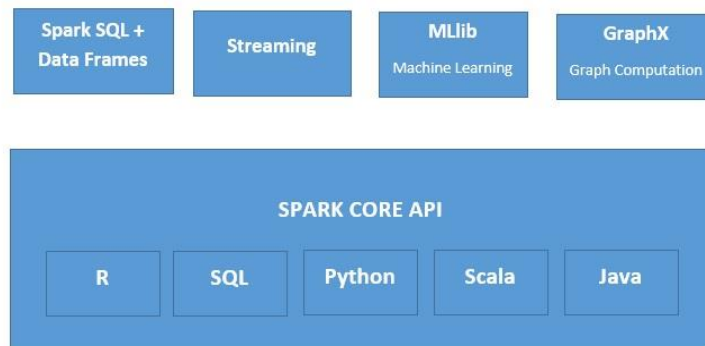 Spark SQL +
Data Frames
Streaming
MLlib
Machine Learning
GraphX
Graph Computation
SPARK CORE API
R
SQL
Python
Scala
Java